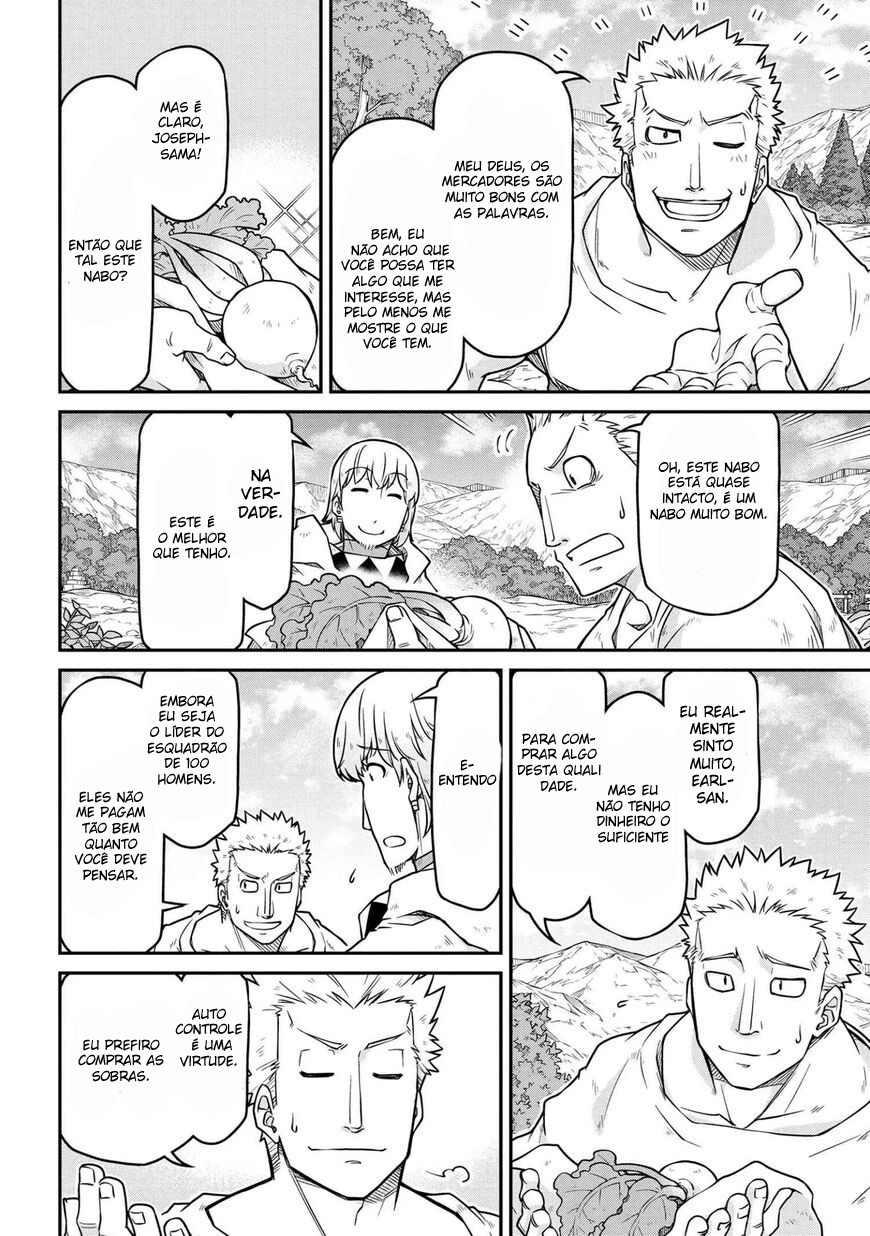 MEU DEUS, OS
MERCADORES SÃO
MUITO BONS COM
AS PALAVRAS.
BEM, EU
NÃO ACHO QUE
VOCÊ POSSA TER
ALGO QUE ME
INTERESSE, MAS
PELO MENOS ME
MOSTRE O QUE
VOCÊ TEM.
MAS É
CLARO,
JOSEPH-
SAMA!
ENTÃO QUE
TAL ESTE
NABO?
OH, ESTE NABO
ESTÁ QUASE
INTACTO, É UM
NABO MUITO BOM.
NA
VER-
DADE.
ESTE É
O MELHOR
QUE TENHO.
EU REAL-
MENTE
SINTO
MUITO,
EARL-
SAN.
MAS EU
NÃO TENHO
DINHEIRO O
SUFICIENTE
PARA COM-
PRAR ALGO
DESTA QUALI
DADE.
E-
ENTENDO
EMBORA
EU SEJA
O LÍDER DO
ESQUADRÃO
DE 100
HOMENS.
ELES NÃO
ME PAGAM
TÃO BEM
QUANTO
VOCÊ DEVE
PENSAR.
AUTO
CONTROLE
É UMA
VIRTUDE.
EU PREFIRO
COMPRAR AS
SOBRAS.